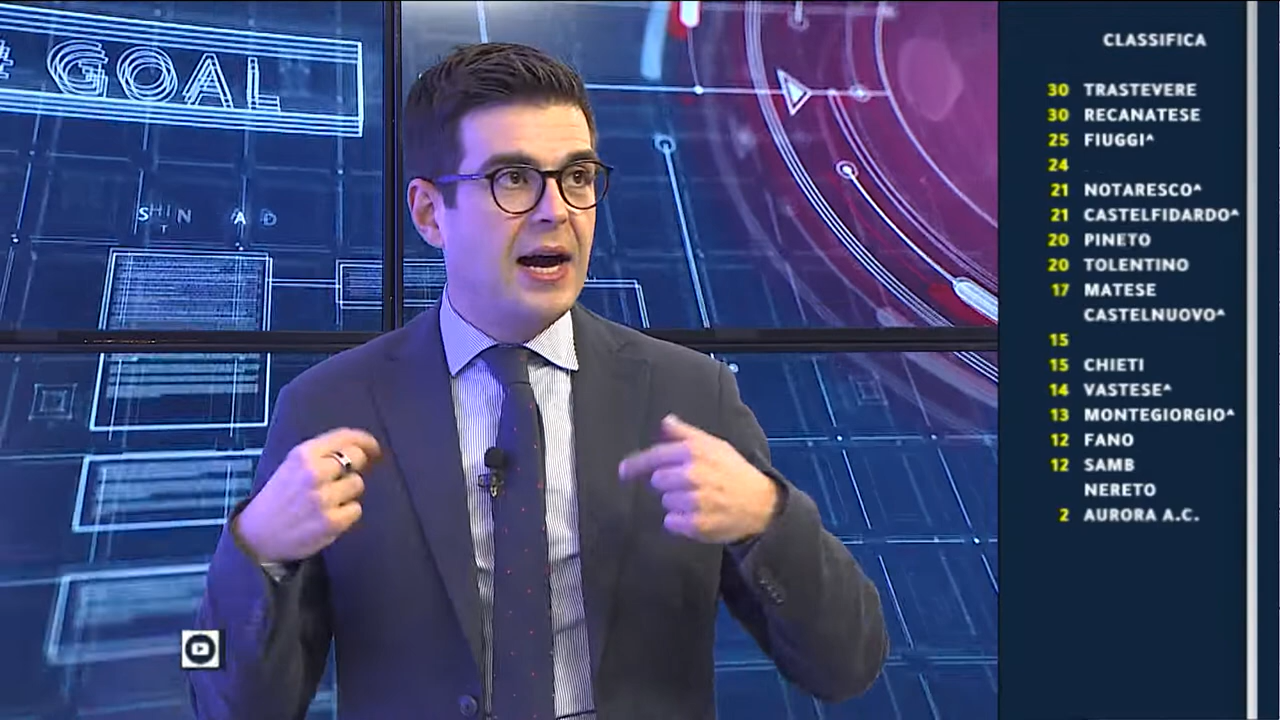 # GOAL
CLASSIFICA
30 TRASTEVERE
30 RECANATESE
25 FIUGGI^
24
21 NOTARESCO^
21 CASTELFIDARDO^
20 PINETO
20 TOLENTINO
17 MATESE
CASTELNUOVO^
15
15 CHIETI
14 VASTESE^
13 MONTEGIORGIO^
12 FANO
12 SAMB
NERETO
2 AURORA A.C.